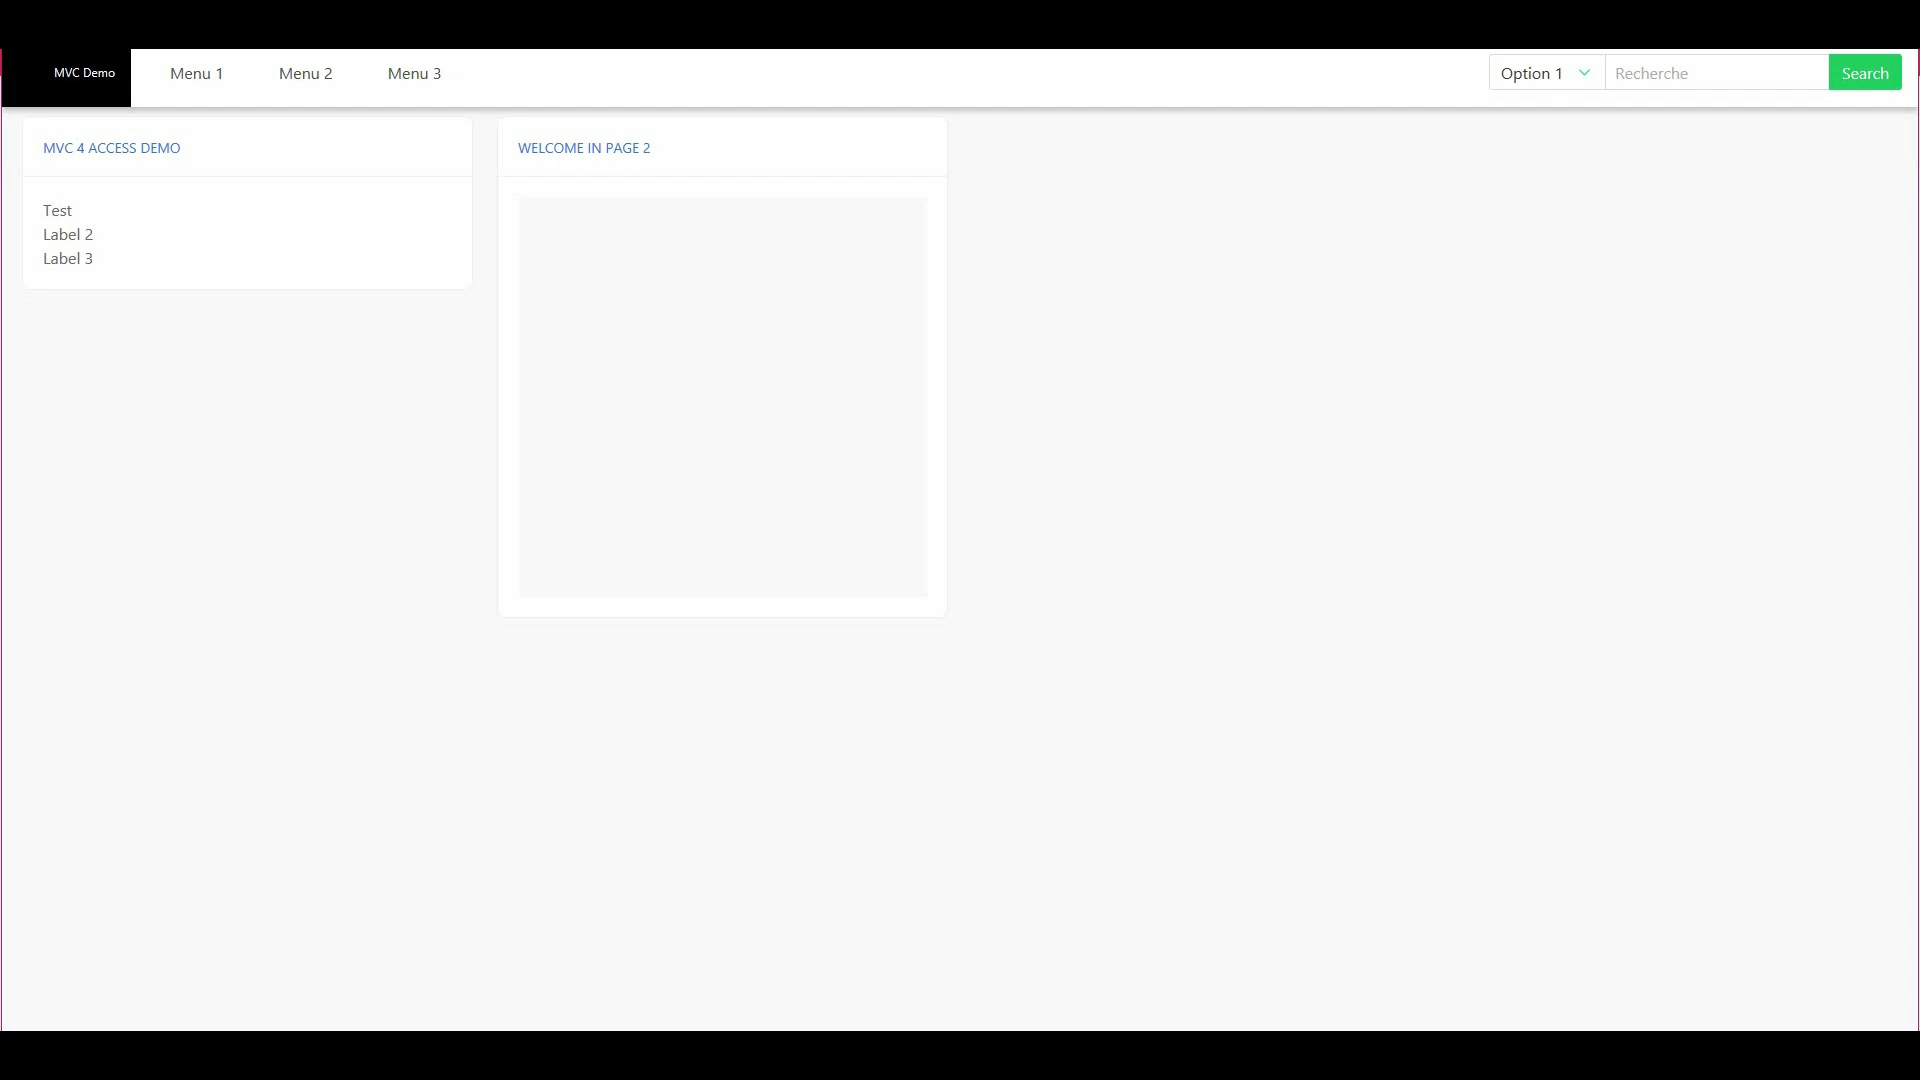 MVC Demo Menu 1 Menu 2 Menu 3 Option 1 Recherche Search
MVC 4 ACCESS DEMO
Test
Label 2
Label 3
WELCOME IN PAGE 2